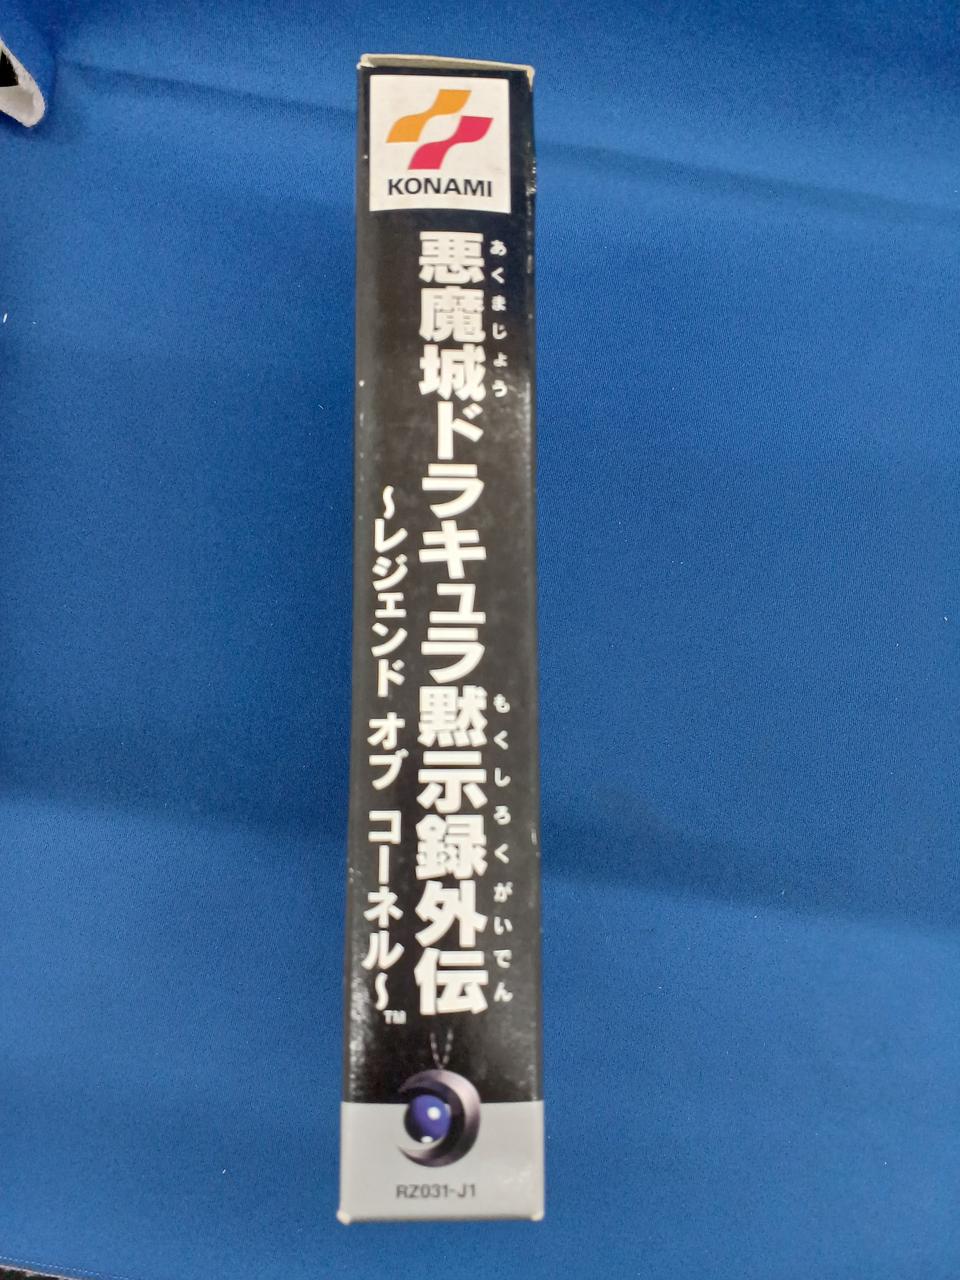 KONAMI
悪魔城ドラキュラ黙示録外伝
あくまじょう
もくしろくがいでん
～レジェンド オブ コーネル～
TM
RZ031-J1